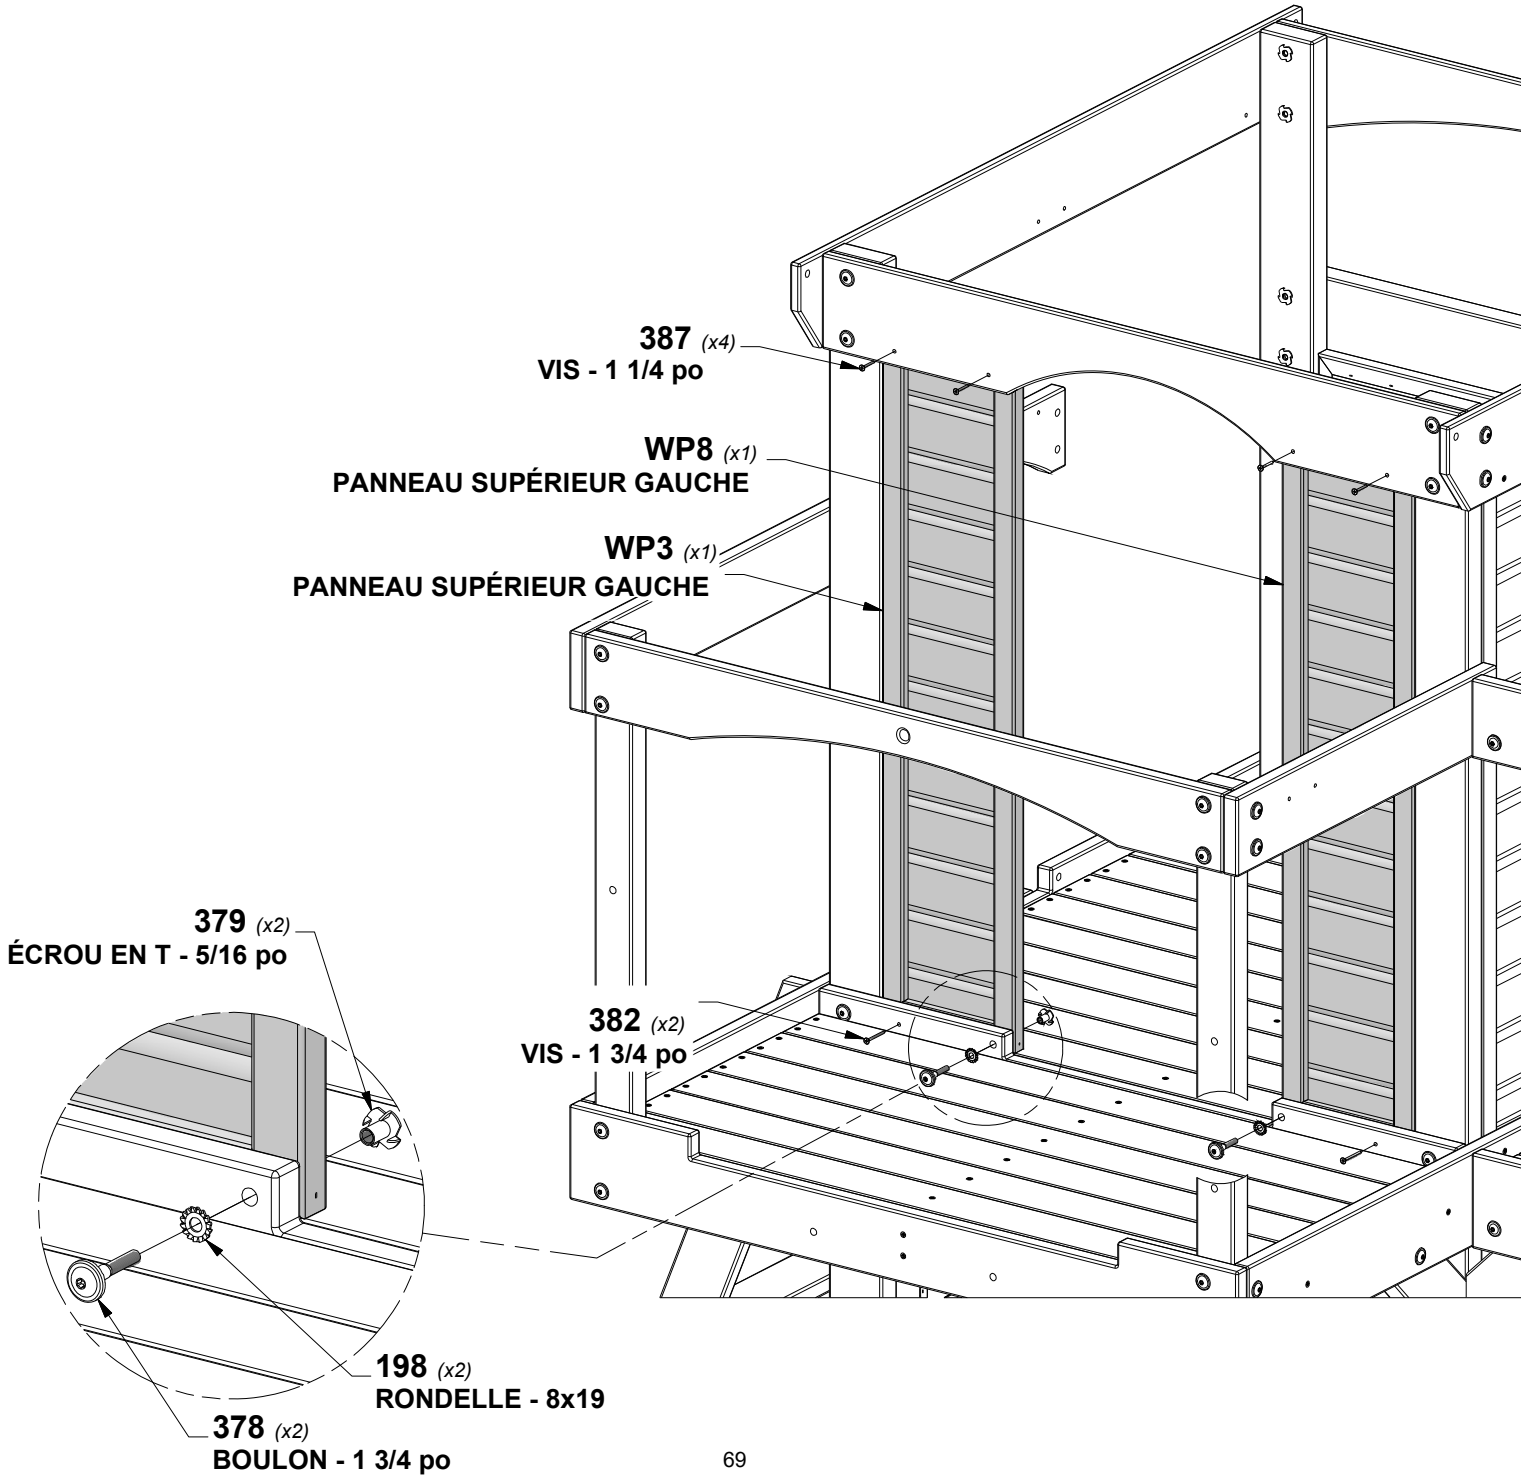 387 (x4)
VIS - 1 1/4 po
WP8 (x1)
PANNEAU SUPÉRIEUR GAUCHE
WP3 (x1)
PANNEAU SUPÉRIEUR GAUCHE
379 (x2)
ÉCROU EN T - 5/16 po
382 (x2)
VIS - 1 3/4 po
198 (x2)
RONDELLE - 8x19
378 (x2)
BOULON - 1 3/4 po
69